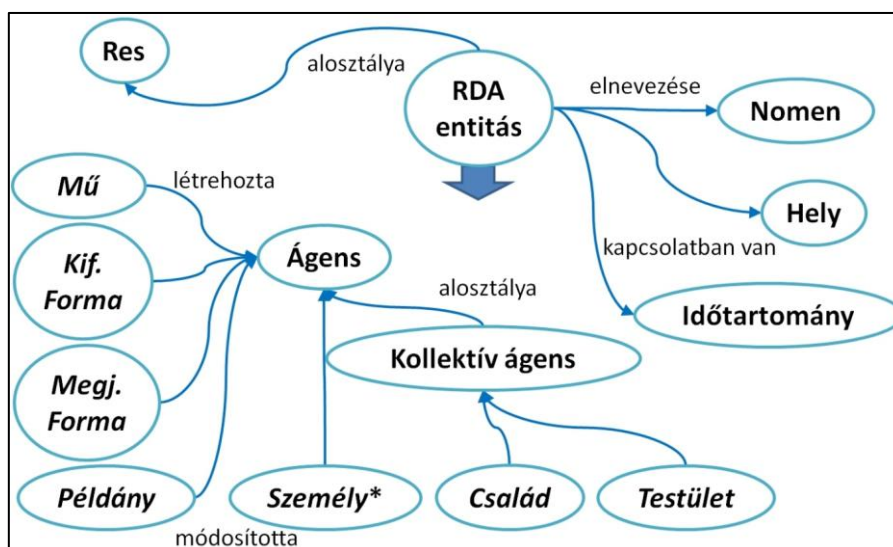 Res
alosztálya
RDA
entitás
elnevezése
Nomen
Mű
létrehozta
Hely
Kif.
Forma
Ágens
kapcsolatban van
alosztálya
Időtartomány
Kollektív ágens
Megj.
Forma
Példány
Személy*
Család
Testület
módosította